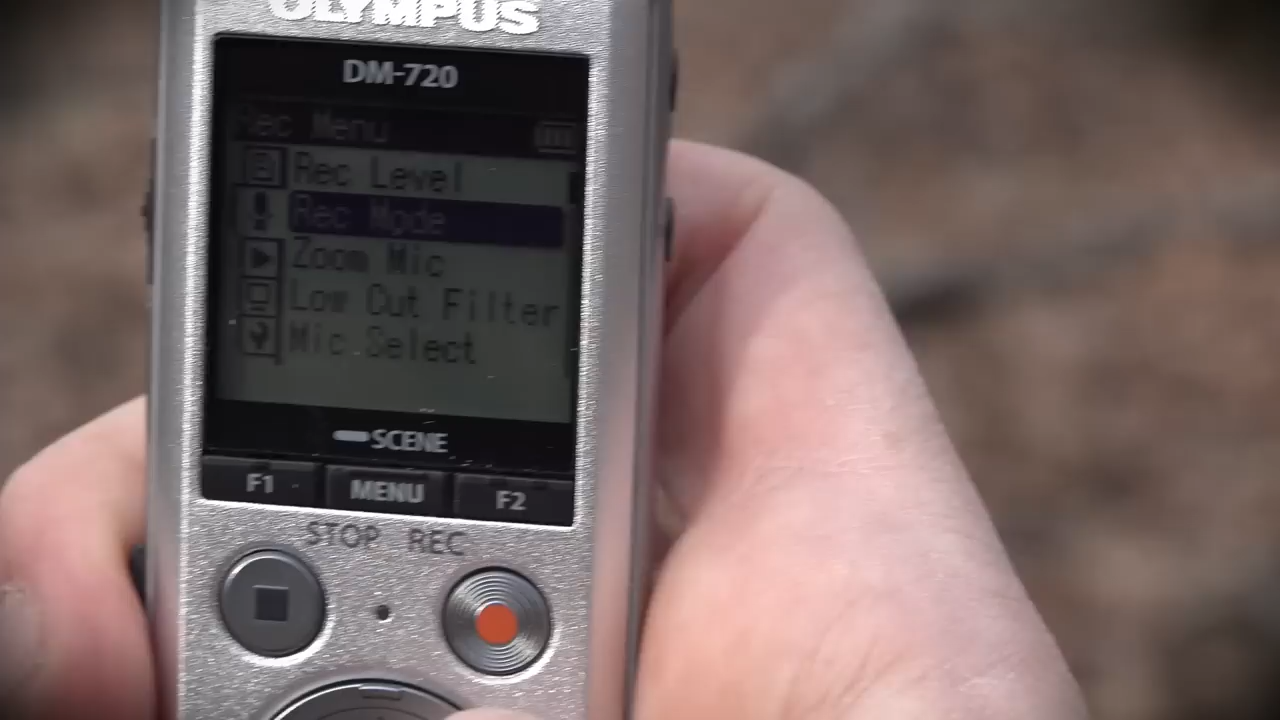 OLYMPUS
DM-720
Rec Menu
Rec Level
Rec Mode
Zoom Mic
Low Cut Filter
Mic Select
SCENE
F1 MENU F2
STOP REC